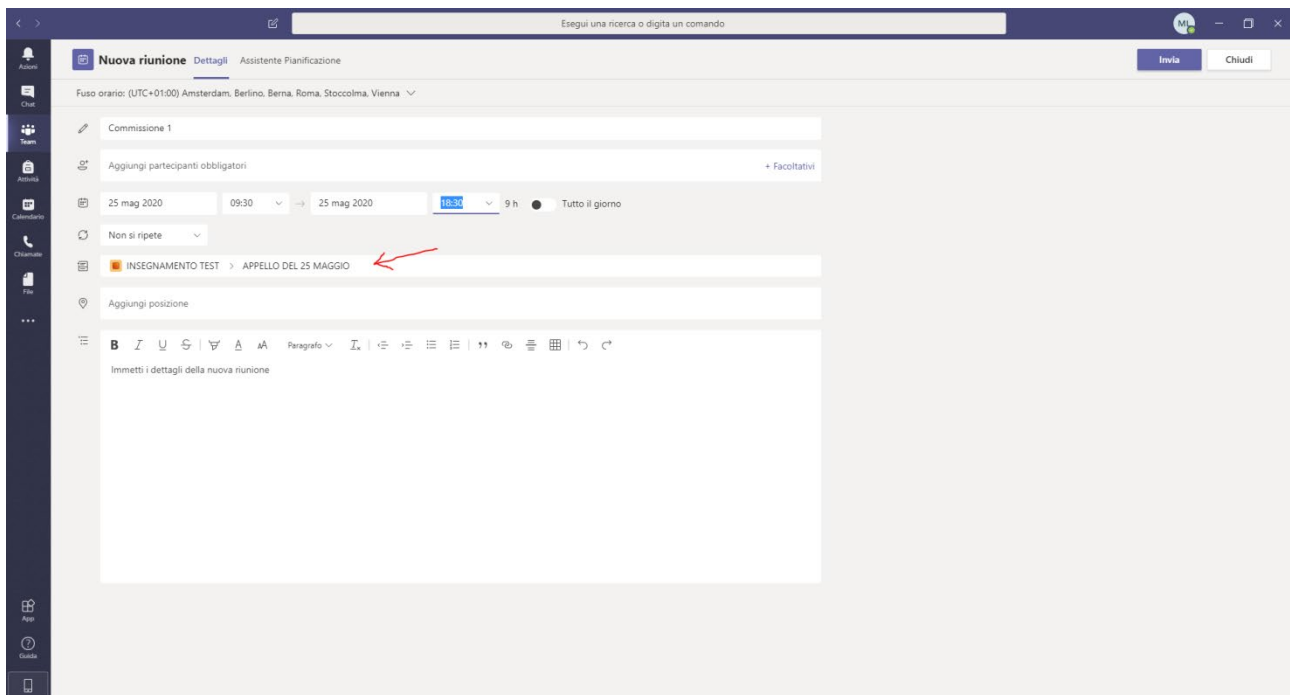 Esegui una ricerca o digita un comando
ML
Azioni
Chat
Team
Attività
Calendario
Chiamate
File
App
Guida
Nuova riunione Dettagli Assistente Pianificazione
Invia Chiudi
Fuso orario: (UTC+01:00) Amsterdam, Berlino, Berna, Roma, Stoccolma, Vienna
Commissione 1
Aggiungi partecipanti obbligatori + Facoltativi
25 mag 2020 09:30 → 25 mag 2020 18:30 9 h Tutto il giorno
Non si ripete
INSEGNAMENTO TEST > APPELLO DEL 25 MAGGIO
Aggiungi posizione
B I U S A AA Paragrafo
Immetti i dettagli della nuova riunione